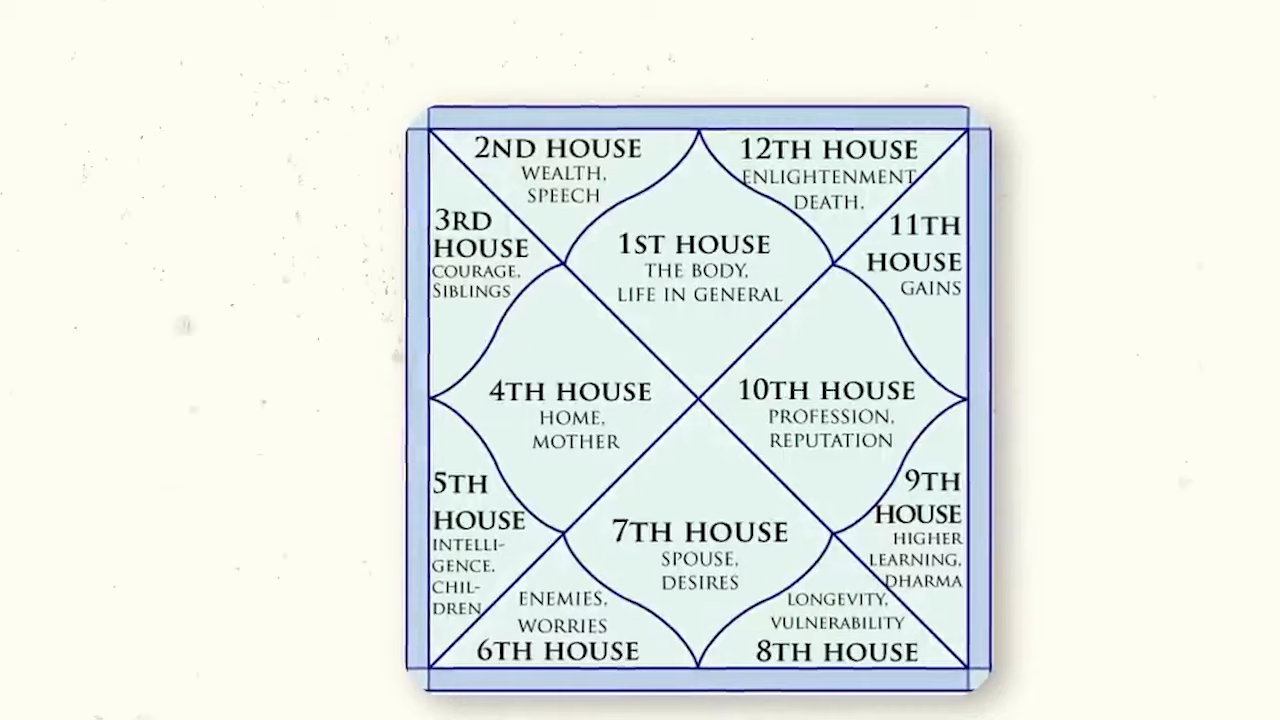 2ND HOUSE
WEALTH,
SPEECH
12TH HOUSE
ENLIGHTENMENT,
DEATH,
3RD
HOUSE
COURAGE,
SIBLINGS
1ST HOUSE
THE BODY,
LIFE IN GENERAL
11TH
HOUSE
GAINS
4TH HOUSE
HOME,
MOTHER
10TH HOUSE
PROFESSION,
REPUTATION
5TH
HOUSE
INTELLI-
GENCE,
CHIL-
DREN
7TH HOUSE
SPOUSE,
DESIRES
9TH
HOUSE
HIGHER
LEARNING,
DHARMA
ENEMIES,
WORRIES
6TH HOUSE
LONGEVITY,
VULNERABILITY
8TH HOUSE